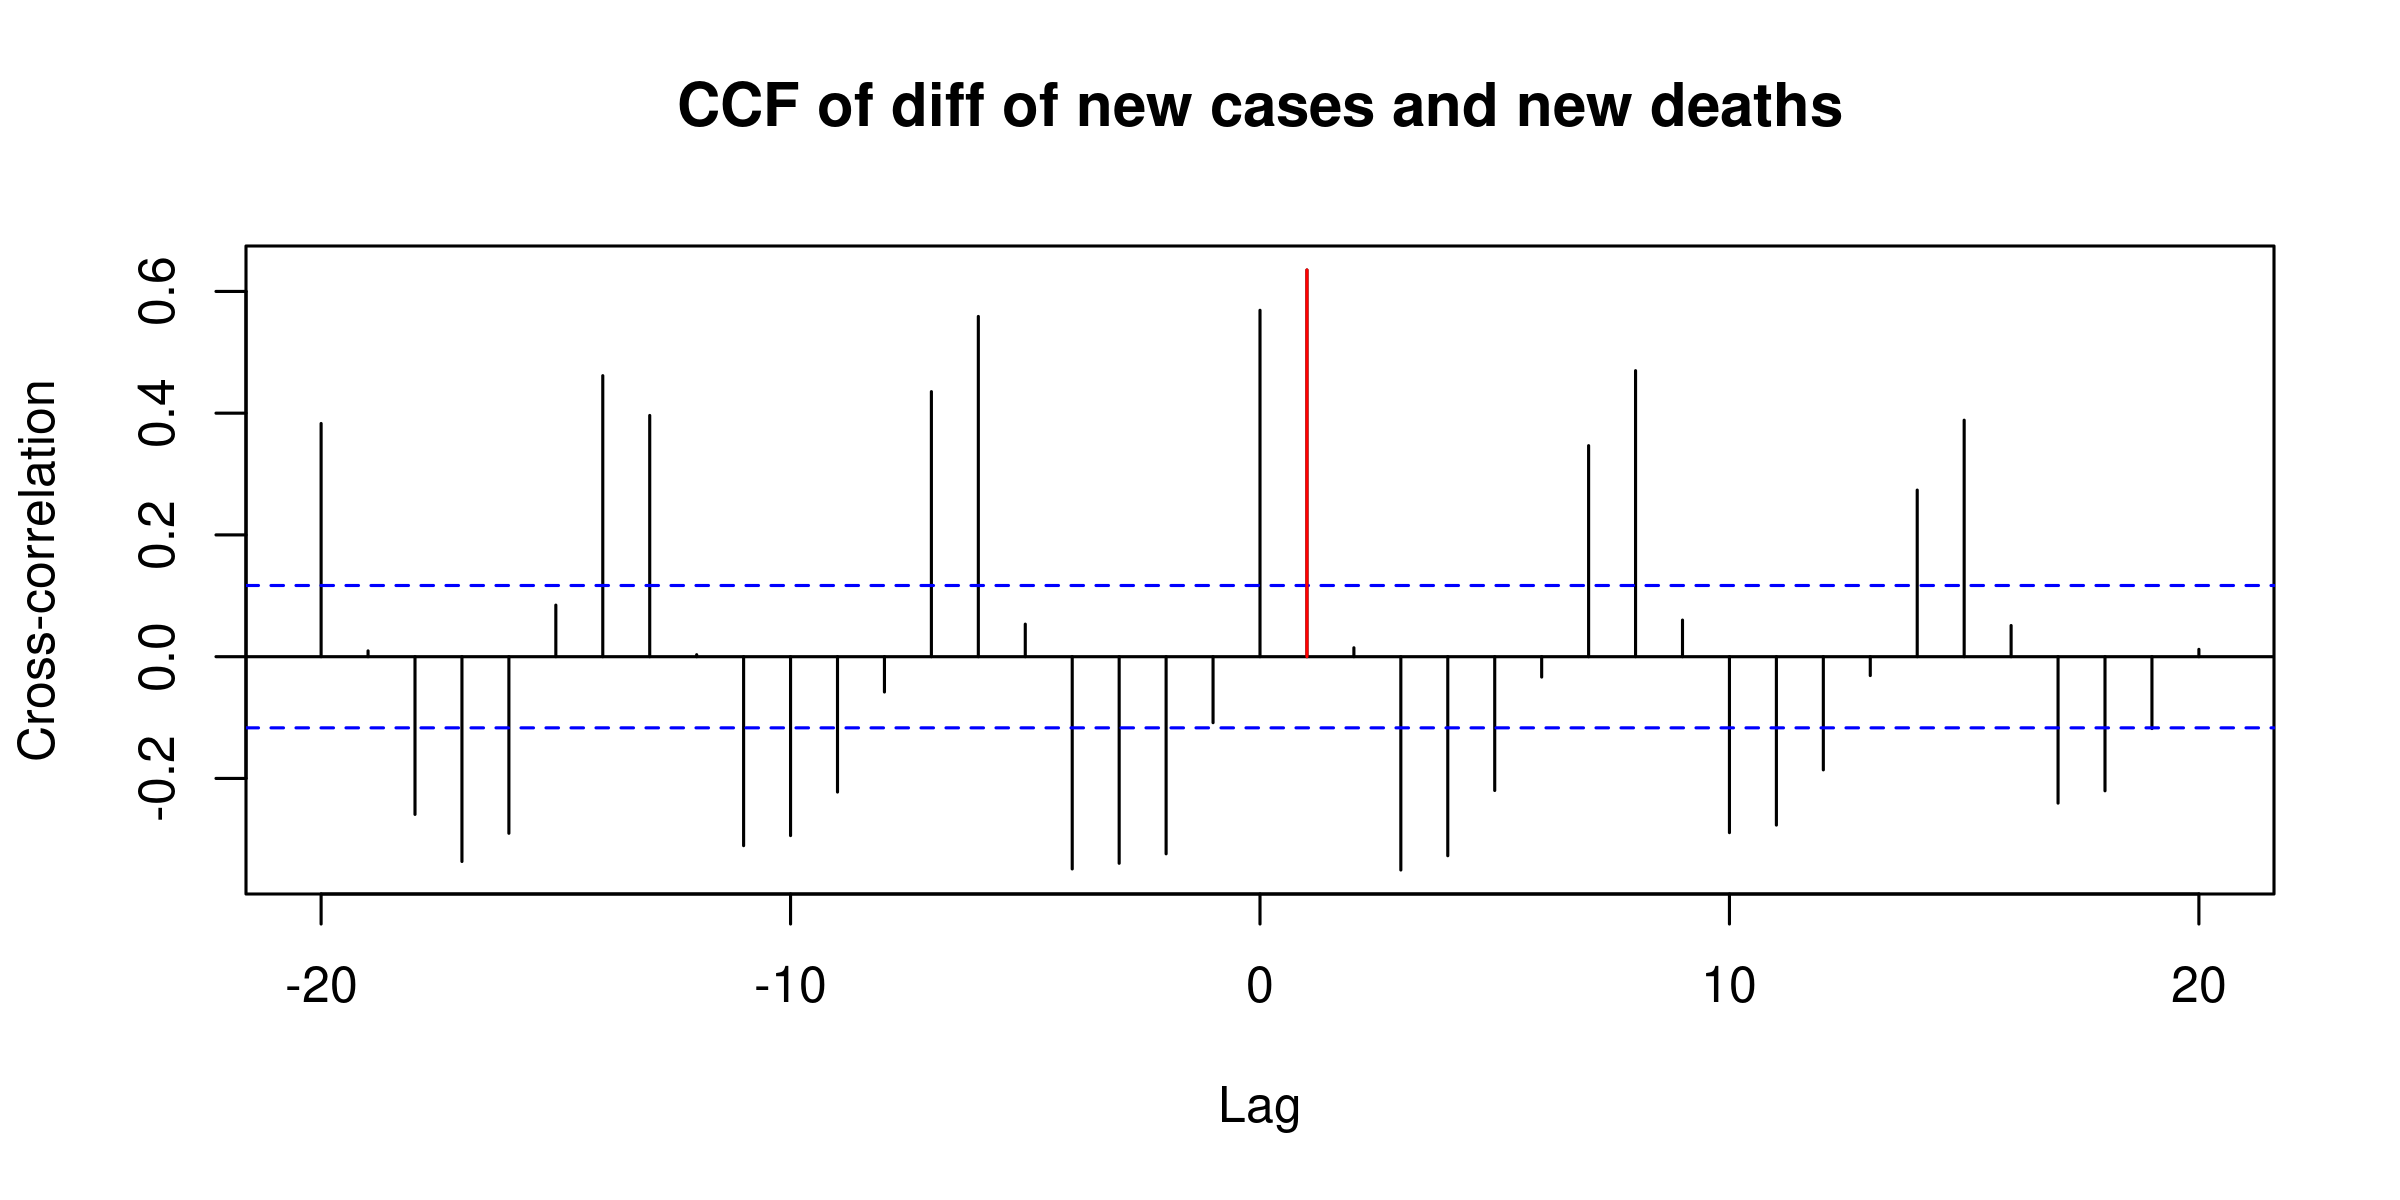 CCF of diff of new cases and new deaths
Cross-correlation
0.6
0.4
0.2
0.0
-0.2
-20 -10 0 10 20
Lag